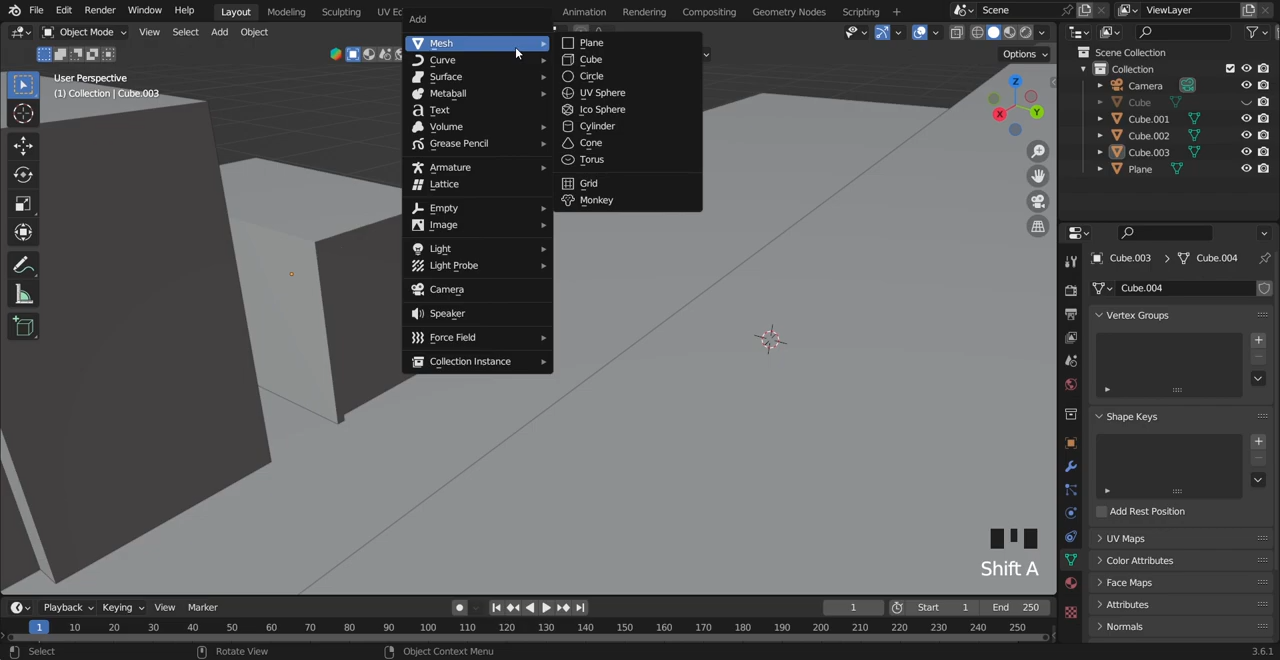 File Edit Render Window Help Layout Modeling Sculpting UV Ed Animation Rendering Compositing Geometry Nodes Scripting + Scene ViewLayer
Object Mode View Select Add Object
Options
User Perspective
(1) Collection | Cube.003
Add
Mesh
Curve
Surface
Metaball
Text
Volume
Grease Pencil
Armature
Lattice
Empty
Image
Light
Light Probe
Camera
Speaker
Force Field
Collection Instance
Plane
Cube
Circle
UV Sphere
Ico Sphere
Cylinder
Cone
Torus
Grid
Monkey
Z
X
Y
Scene Collection
Collection
Camera
Cube
Cube.001
Cube.002
Cube.003
Plane
Cube.003 > Cube.004
Cube.004
Vertex Groups
Shape Keys
Add Rest Position
UV Maps
Color Attributes
Face Maps
Attributes
Normals
Shift A
Playback Keying View Marker 1 Start 1 End 250
1 10 20 30 40 50 60 70 80 90 100 110 120 130 140 150 160 170 180 190 200 210 220 230 240 250
Select Rotate View Object Context Menu 3.6.1